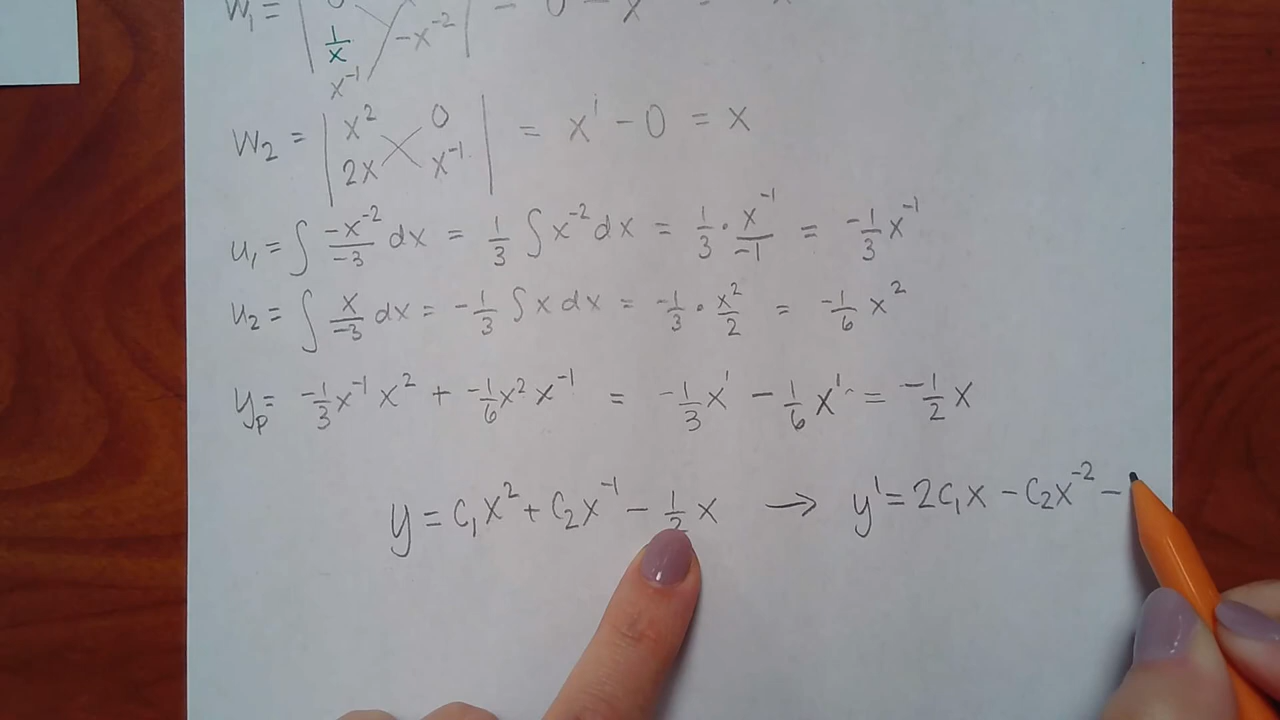 W₁ = | 1/x -x⁻² | = 0 - x
x⁻¹
W₂ = | x² 0 | = x¹ - 0 = x
| 2x x⁻¹ |
u₁ = ∫ -x⁻²/-3 dx = 1/3 ∫ x⁻² dx = 1/3 · x⁻¹/-1 = -1/3 x⁻¹
u₂ = ∫ x/-3 dx = -1/3 ∫ x dx = -1/3 · x²/2 = -1/6 x²
yₚ = -1/3 x⁻¹ x² + -1/6 x² x⁻¹ = -1/3 x¹ - 1/6 x¹ = -1/2 x
y = c₁x² + c₂x⁻¹ - 1/2 x → y' = 2c₁x - c₂x⁻² -